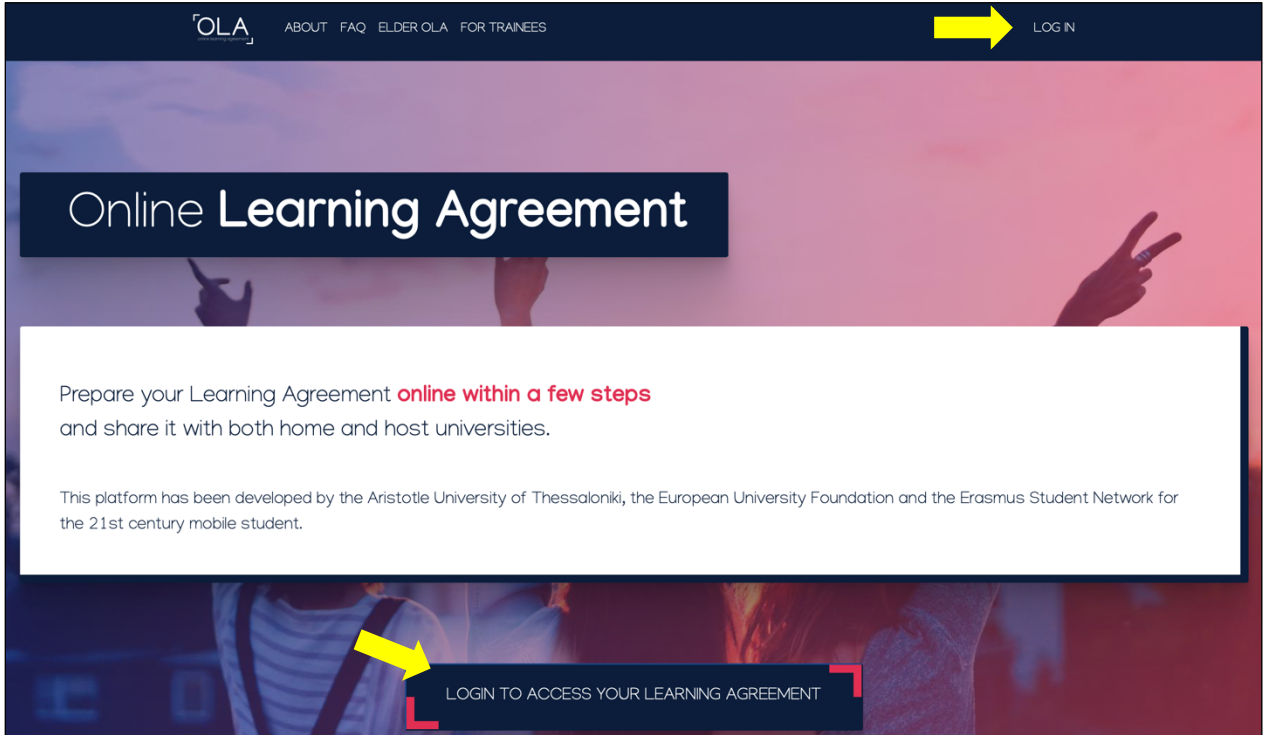 OLA
online learning agreement
ABOUT FAQ ELDER OLA FOR TRAINEES LOG IN
Online Learning Agreement
Prepare your Learning Agreement online within a few steps
and share it with both home and host universities.
This platform has been developed by the Aristotle University of Thessaloniki, the European University Foundation and the Erasmus Student Network for
the 21st century mobile student.
LOGIN TO ACCESS YOUR LEARNING AGREEMENT